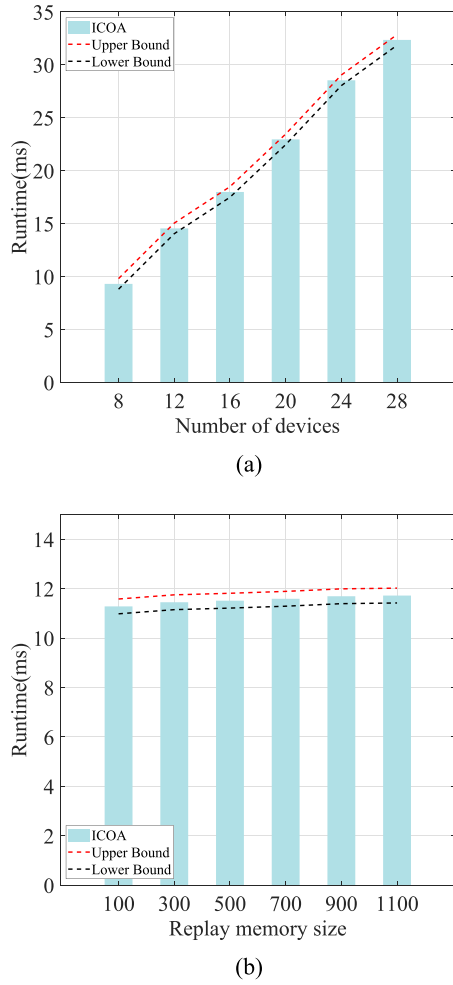 35
30
25
20
15
10
5
0
Runtime(ms)
ICOA
Upper Bound
Lower Bound
8 12 16 20 24 28
Number of devices
(a)
14
12
10
8
6
4
2
0
Runtime(ms)
ICOA
Upper Bound
Lower Bound
100 300 500 700 900 1100
Replay memory size
(b)